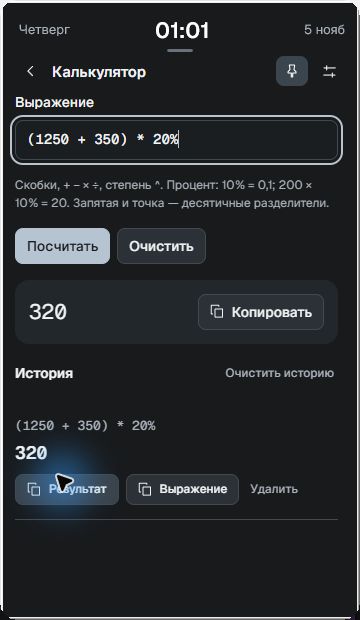 Четверг 01:01 5 нояб
Калькулятор
Выражение
(1250 + 350) * 20%
Скобки, + − × ÷, степень ^. Процент: 10% = 0,1; 200 ×
10% = 20. Запятая и точка — десятичные разделители.
Посчитать Очистить
320 Копировать
История Очистить историю
(1250 + 350) * 20%
320
Результат Выражение Удалить